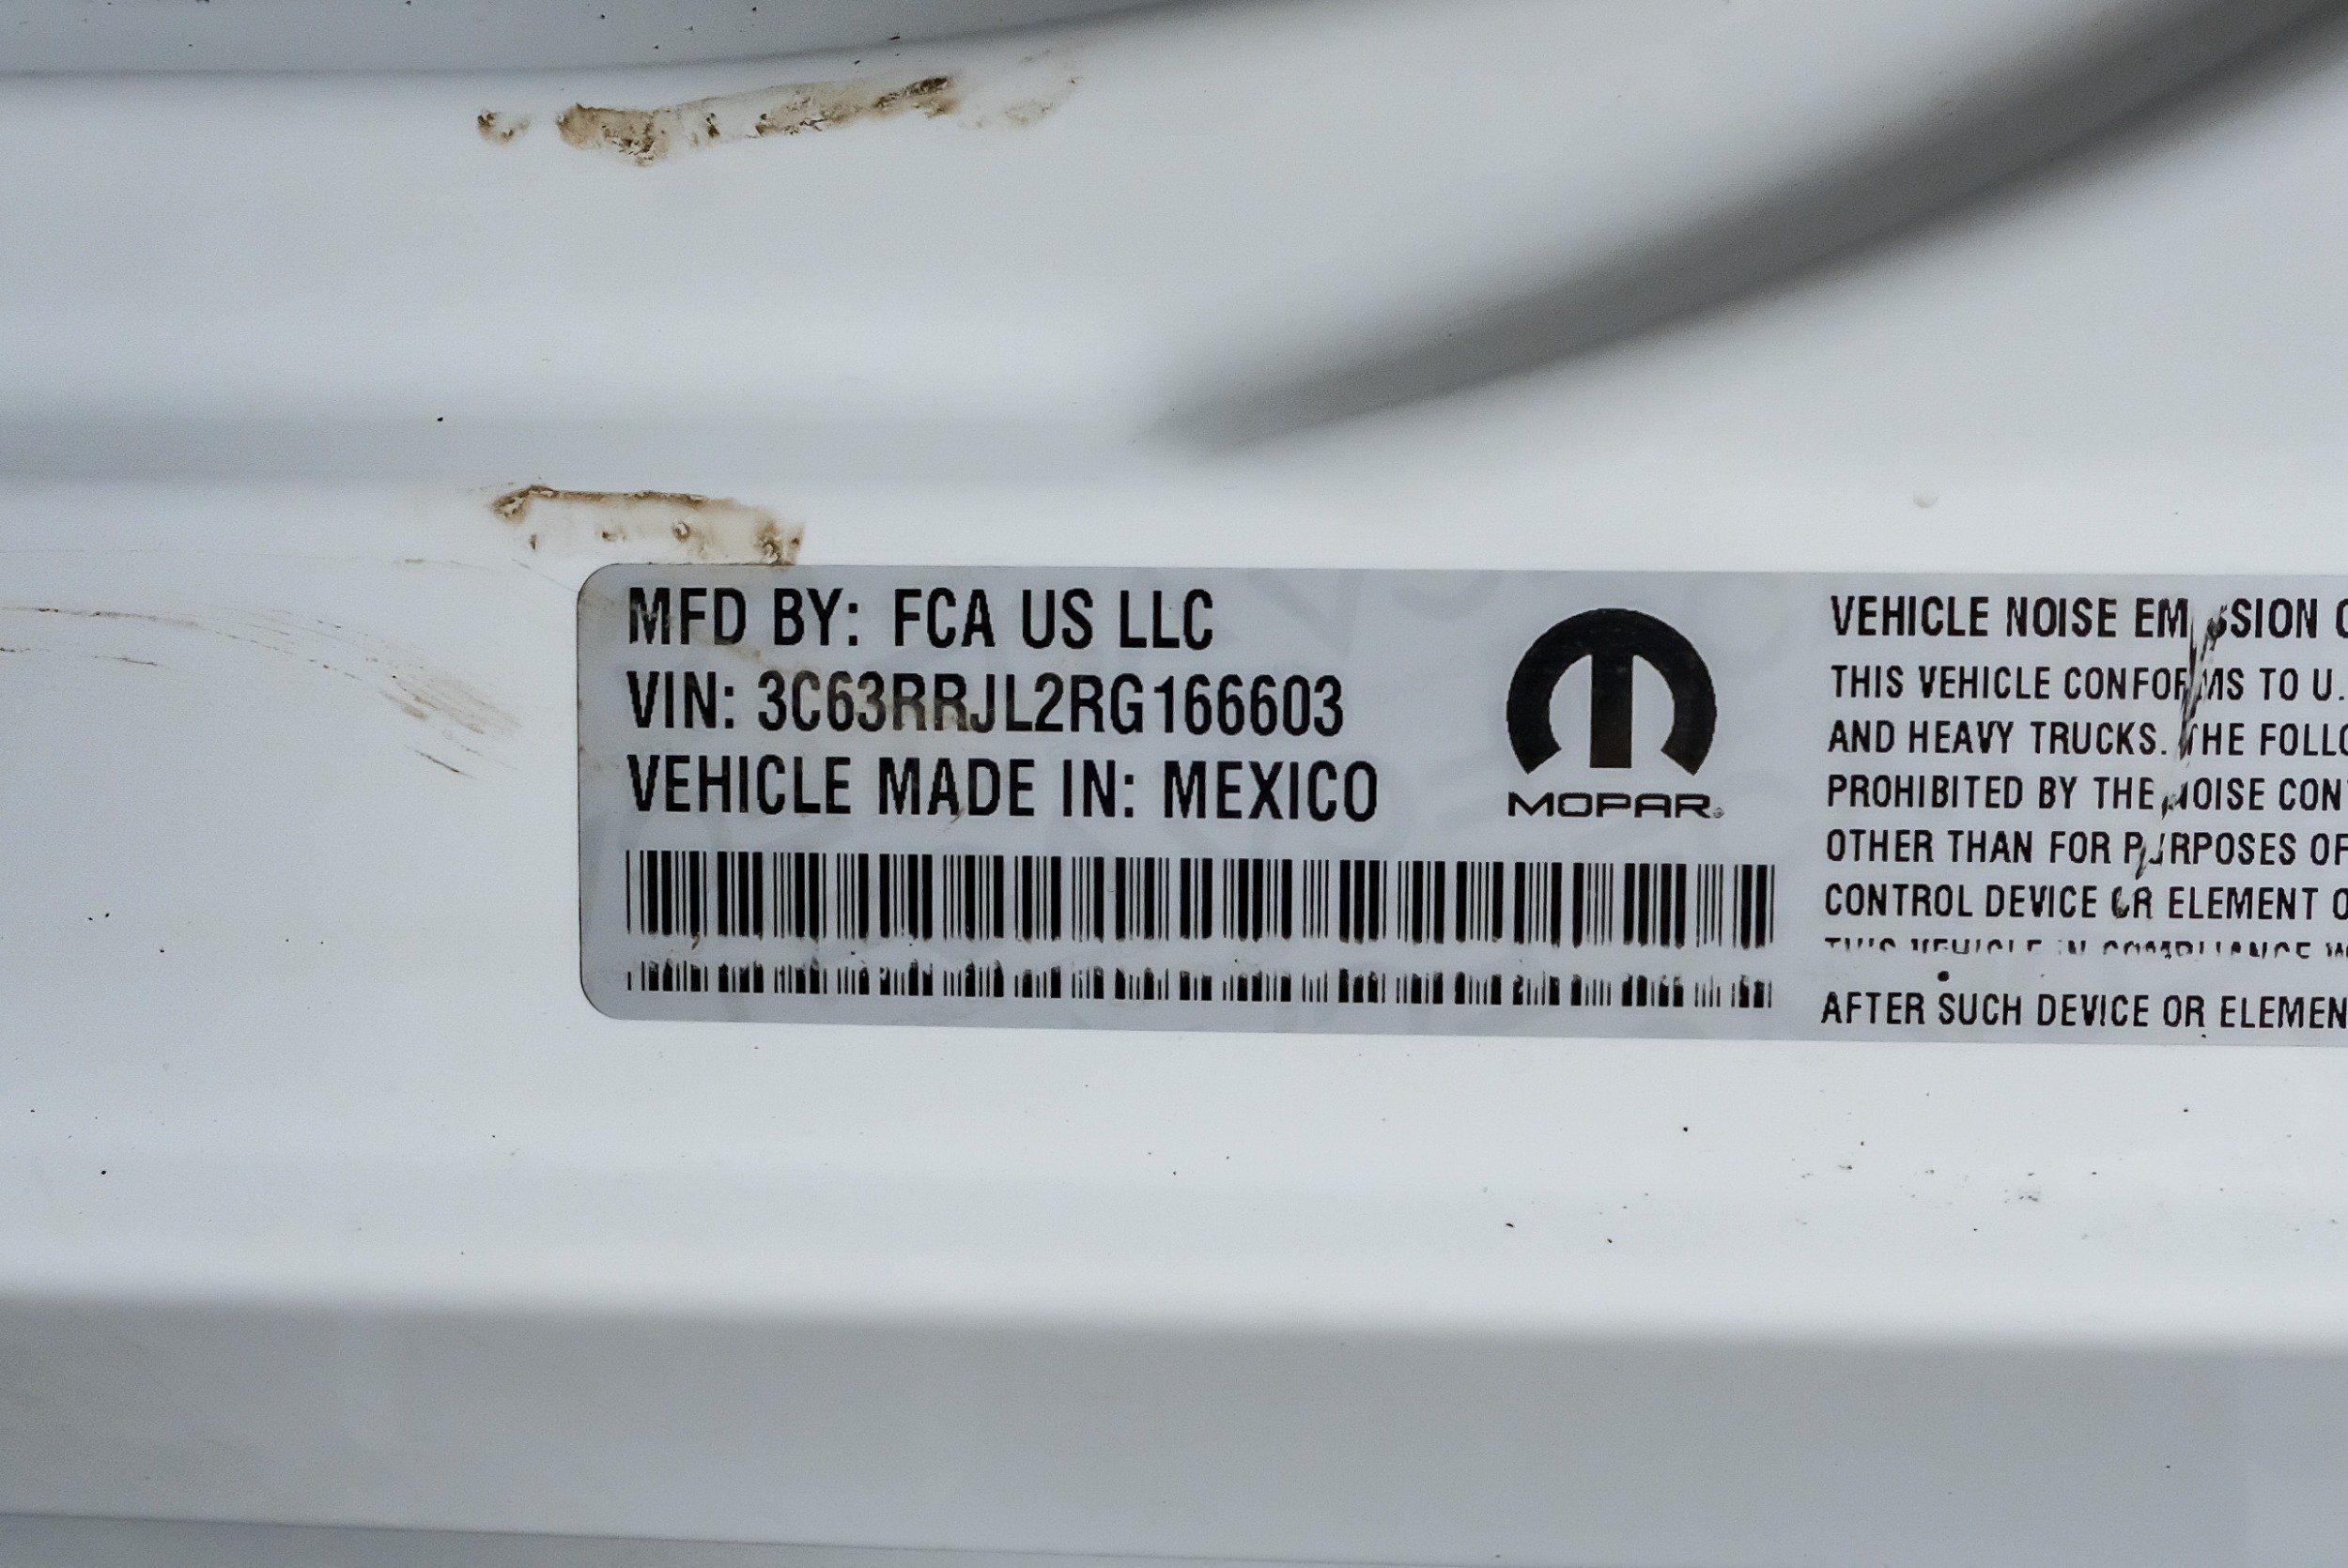 MFD BY: FCA US LLC
VIN: 3C63RRJL2RG166603
VEHICLE MADE IN: MEXICO
MOPAR
VEHICLE NOISE EMISSION
THIS VEHICLE CONFORMS TO U.
AND HEAVY TRUCKS. THE
PROHIBITED BY THE NOISE
OTHER THAN FOR PURPOSES OF
CONTROL DEVICE OR ELEMENT
AFTER SUCH DEVICE OR